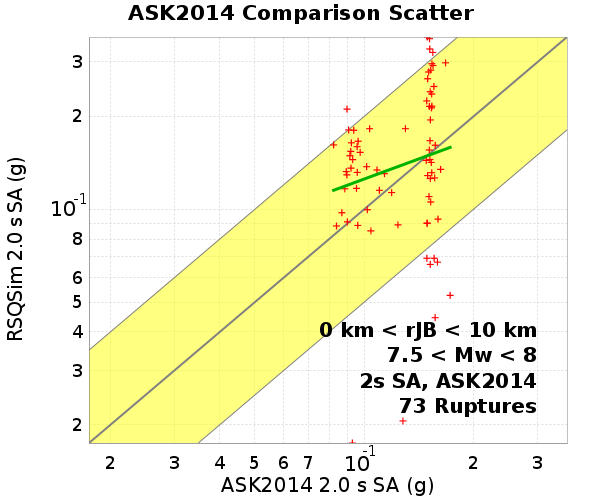 ASK2014 Comparison Scatter
RSQSim 2.0 s SA (g)
3
2
10-1
8
6
5
4
3
2
0 km < rJB < 10 km
7.5 < Mw < 8
2s SA, ASK2014
73 Ruptures
2 3 4 5 6 7 10-1 2 3
ASK2014 2.0 s SA (g)